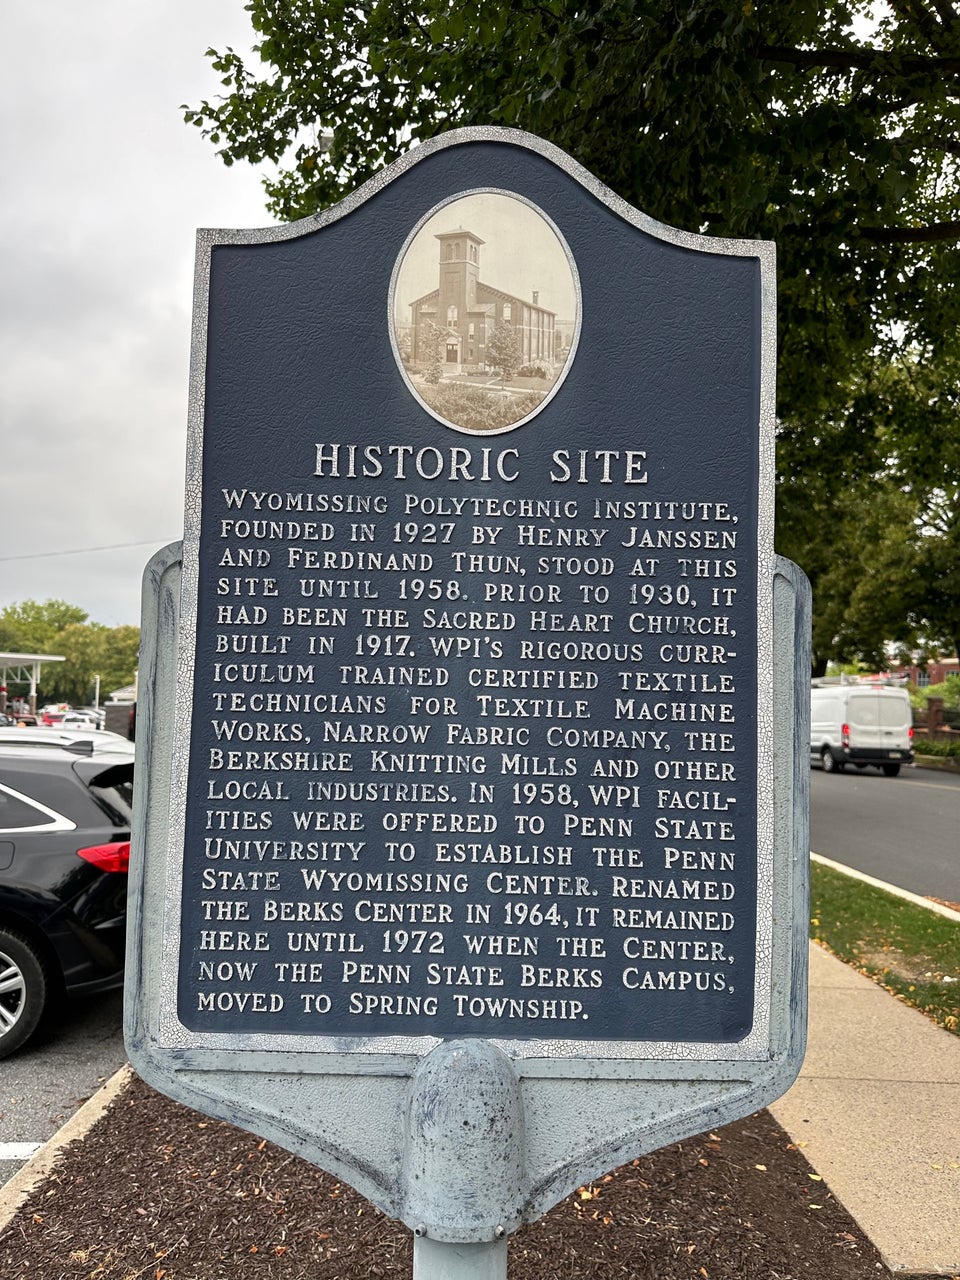 HISTORIC SITE
WYOMISSING POLYTECHNIC INSTITUTE,
FOUNDED IN 1927 BY HENRY JANSSEN
AND FERDINAND THUN, STOOD AT THIS
SITE UNTIL 1958. PRIOR TO 1930, IT
HAD BEEN THE SACRED HEART CHURCH,
BUILT IN 1917. WPI'S RIGOROUS CURR-
ICULUM TRAINED CERTIFIED TEXTILE
TECHNICIANS FOR TEXTILE MACHINE
WORKS, NARROW FABRIC COMPANY, THE
BERKSHIRE KNITTING MILLS AND OTHER
LOCAL INDUSTRIES. IN 1958, WPI FACIL-
ITIES WERE OFFERED TO PENN STATE
UNIVERSITY TO ESTABLISH THE PENN
STATE WYOMISSING CENTER. RENAMED
THE BERKS CENTER IN 1964, IT REMAINED
HERE UNTIL 1972 WHEN THE CENTER,
NOW THE PENN STATE BERKS CAMPUS,
MOVED TO SPRING TOWNSHIP.